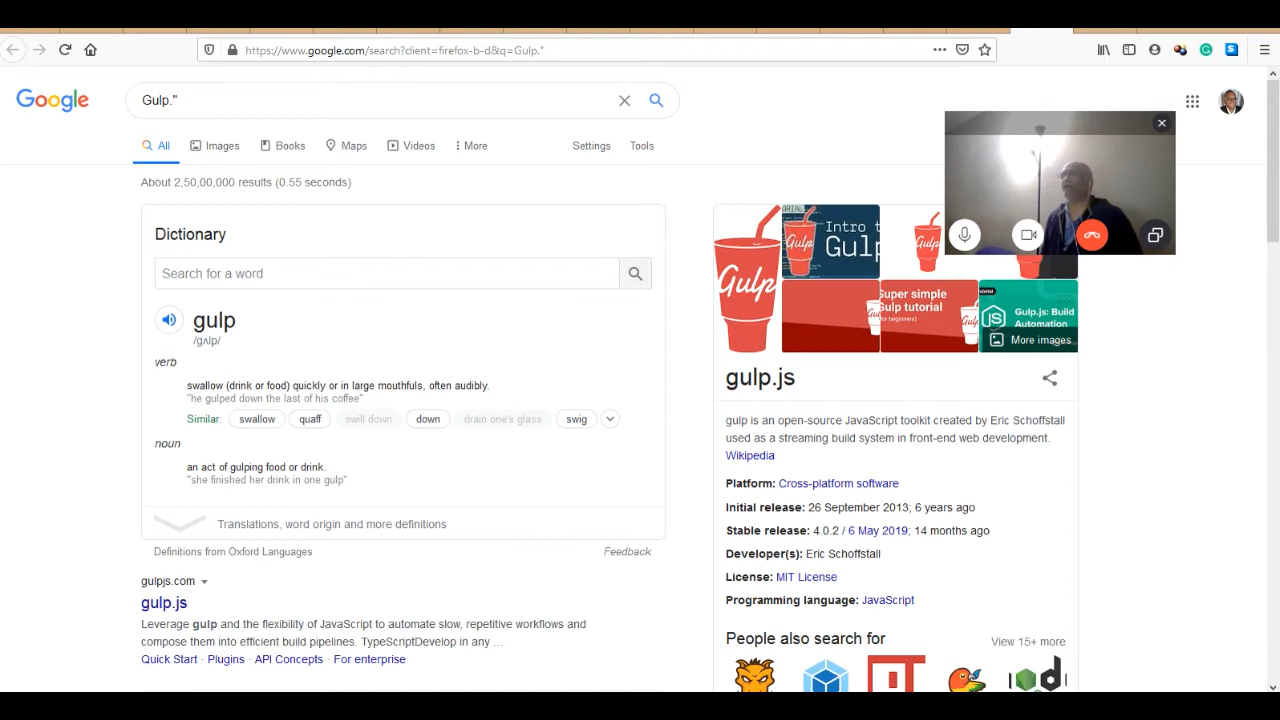 https://www.google.com/search?client=firefox-b-d&q=Gulp."
Google
Gulp."
All
Images
Books
Maps
Videos
More
Settings
Tools
About 2,50,00,000 results (0.55 seconds)
Dictionary
Search for a word
gulp
/ɡʌlp/
verb
swallow (drink or food) quickly or in large mouthfuls, often audibly.
"he gulped down the last of his coffee"
Similar: swallow quaff swill down down drain one's glass swig
noun
an act of gulping food or drink.
"she finished her drink in one gulp"
Translations, word origin and more definitions
Definitions from Oxford Languages
Feedback
gulpjs.com
gulp.js
Leverage gulp and the flexibility of JavaScript to automate slow, repetitive workflows and
compose them into efficient build pipelines. TypeScriptDevelop in any ...
Quick Start · Plugins · API Concepts · For enterprise
Gulp
Gulp
Intro t
Gulp
Gulp
Super simple
Gulp tutorial
(for beginners)
Gulp.js: Build
Automation
More images
gulp.js
gulp is an open-source JavaScript toolkit created by Eric Schoffstall
used as a streaming build system in front-end web development.
Wikipedia
Platform: Cross-platform software
Initial release: 26 September 2013; 6 years ago
Stable release: 4.0.2 / 6 May 2019; 14 months ago
Developer(s): Eric Schoffstall
License: MIT License
Programming language: JavaScript
People also search for
View 15+ more